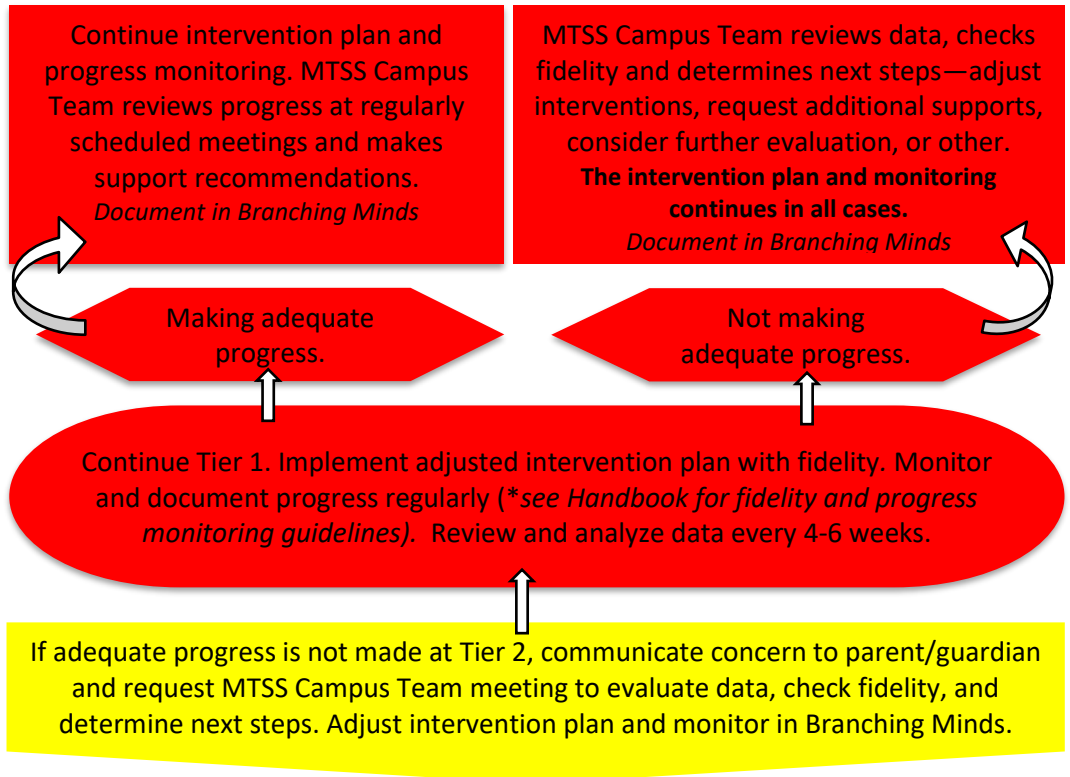 Continue intervention plan and
progress monitoring. MTSS Campus
Team reviews progress at regularly
scheduled meetings and makes
support recommendations.
Document in Branching Minds
MTSS Campus Team reviews data, checks
fidelity and determines next steps—adjust
interventions, request additional supports,
consider further evaluation, or other.
The intervention plan and monitoring
continues in all cases.
Document in Branching Minds
Making adequate
progress.
Not making
adequate progress.
Continue Tier 1. Implement adjusted intervention plan with fidelity. Monitor
and document progress regularly (*see Handbook for fidelity and progress
monitoring guidelines). Review and analyze data every 4-6 weeks.
If adequate progress is not made at Tier 2, communicate concern to parent/guardian
and request MTSS Campus Team meeting to evaluate data, check fidelity, and
determine next steps. Adjust intervention plan and monitor in Branching Minds.